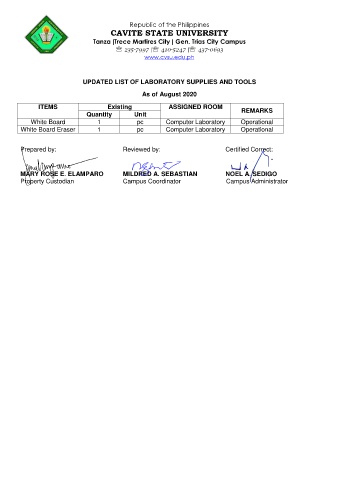 Republic of the Philippines
CAVITE STATE UNIVERSITY
Tanza |Trece Martires City | Gen. Trias City Campus
☏ 235-7997 |☏ 410-5247 |☏ 437-0693
www.cvsu.edu.ph
UPDATED LIST OF LABORATORY SUPPLIES AND TOOLS
As of August 2020
ITEMS Existing ASSIGNED ROOM REMARKS
Quantity Unit
White Board 1 pc Computer Laboratory Operational
White Board Eraser 1 pc Computer Laboratory Operational
Prepared by: Reviewed by: Certified Correct:
MARY ROSE E. ELAMPARO MILDRED A. SEBASTIAN NOEL A. SEDIGO
Property Custodian Campus Coordinator Campus Administrator